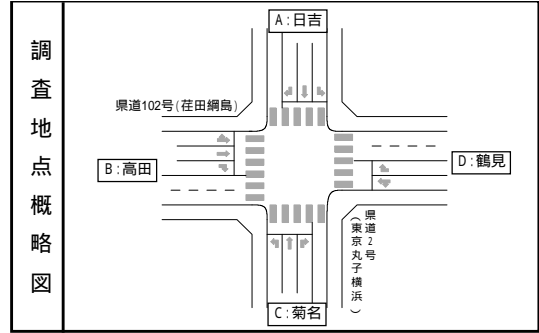 調査地点概略図
A:日吉
県道102号(荏田綱島)
B:高田
D:鶴見
県道2号
(東京丸子横浜)
C:菊名